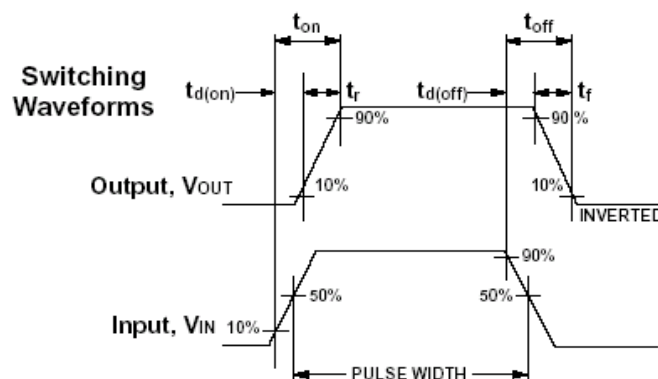 ton
toff
Switching
Waveforms
td(on)
tr
td(off)
tf
90%
90 %
Output, VOUT
10%
10%
INVERTED
90%
50%
50%
Input, VIN
10%
PULSE WIDTH